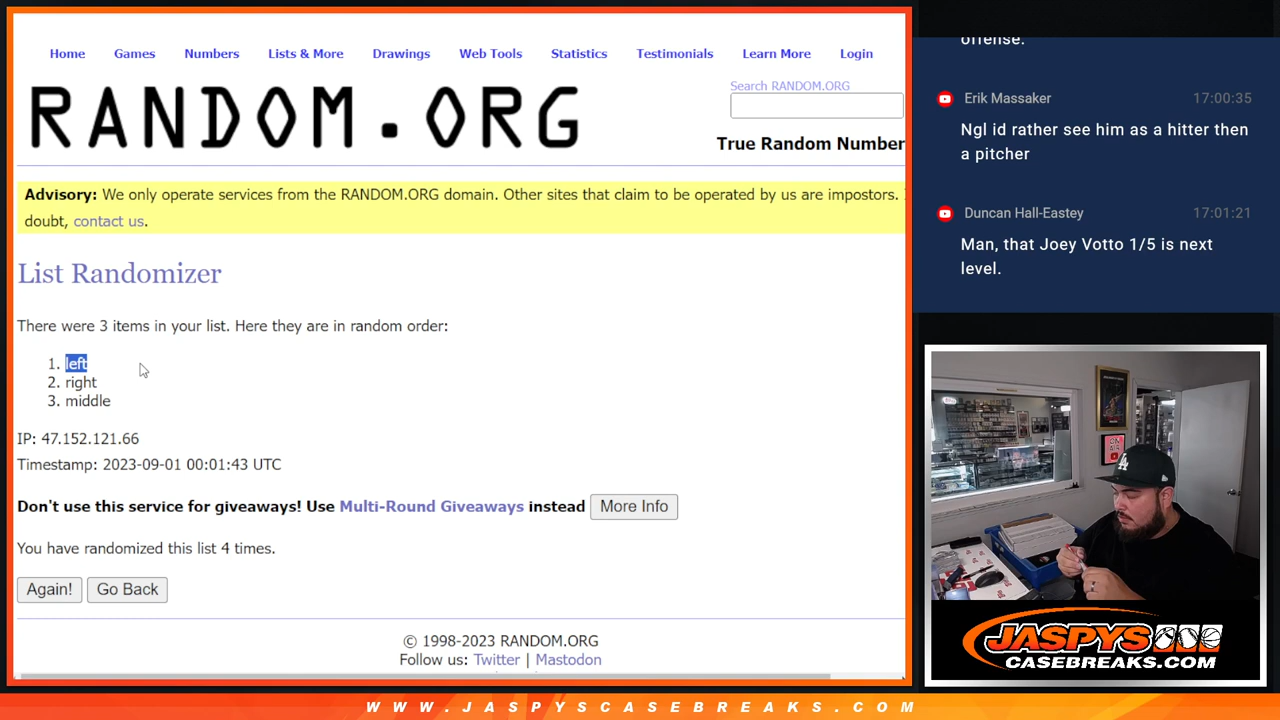 Home Games Numbers Lists & More Drawings Web Tools Statistics Testimonials Learn More Login
RANDOM.ORG
Search RANDOM.ORG
True Random Number
Advisory: We only operate services from the RANDOM.ORG domain. Other sites that claim to be operated by us are impostors.
doubt, contact us.
List Randomizer
There were 3 items in your list. Here they are in random order:
1. left
2. right
3. middle
IP: 47.152.121.66
Timestamp: 2023-09-01 00:01:43 UTC
Don't use this service for giveaways! Use Multi-Round Giveaways instead More Info
You have randomized this list 4 times.
Again! Go Back
© 1998-2023 RANDOM.ORG
Follow us: Twitter | Mastodon
offense.
Erik Massaker 17:00:35
Ngl id rather see him as a hitter then
a pitcher
Duncan Hall-Eastey 17:01:21
Man, that Joey Votto 1/5 is next
level.
LA
JASPYS
CASEBREAKS.COM
WWW.JASPYSCASEBREAKS.COM